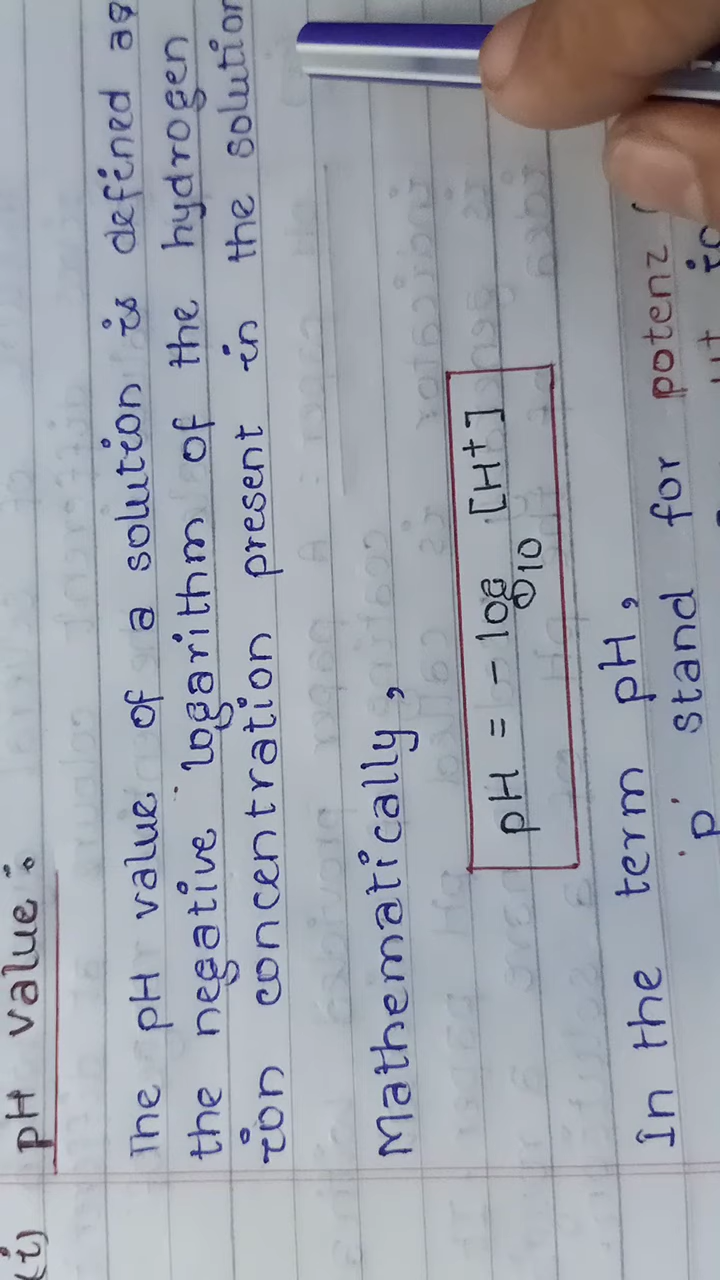 (i) pH value :
The pH value of a solution is defined as
the negative logarithm of the hydrogen
ion concentration present in the solution
Mathematically,
pH = - log₁₀ [H⁺]
In the term pH,
'p' stand for potenz (